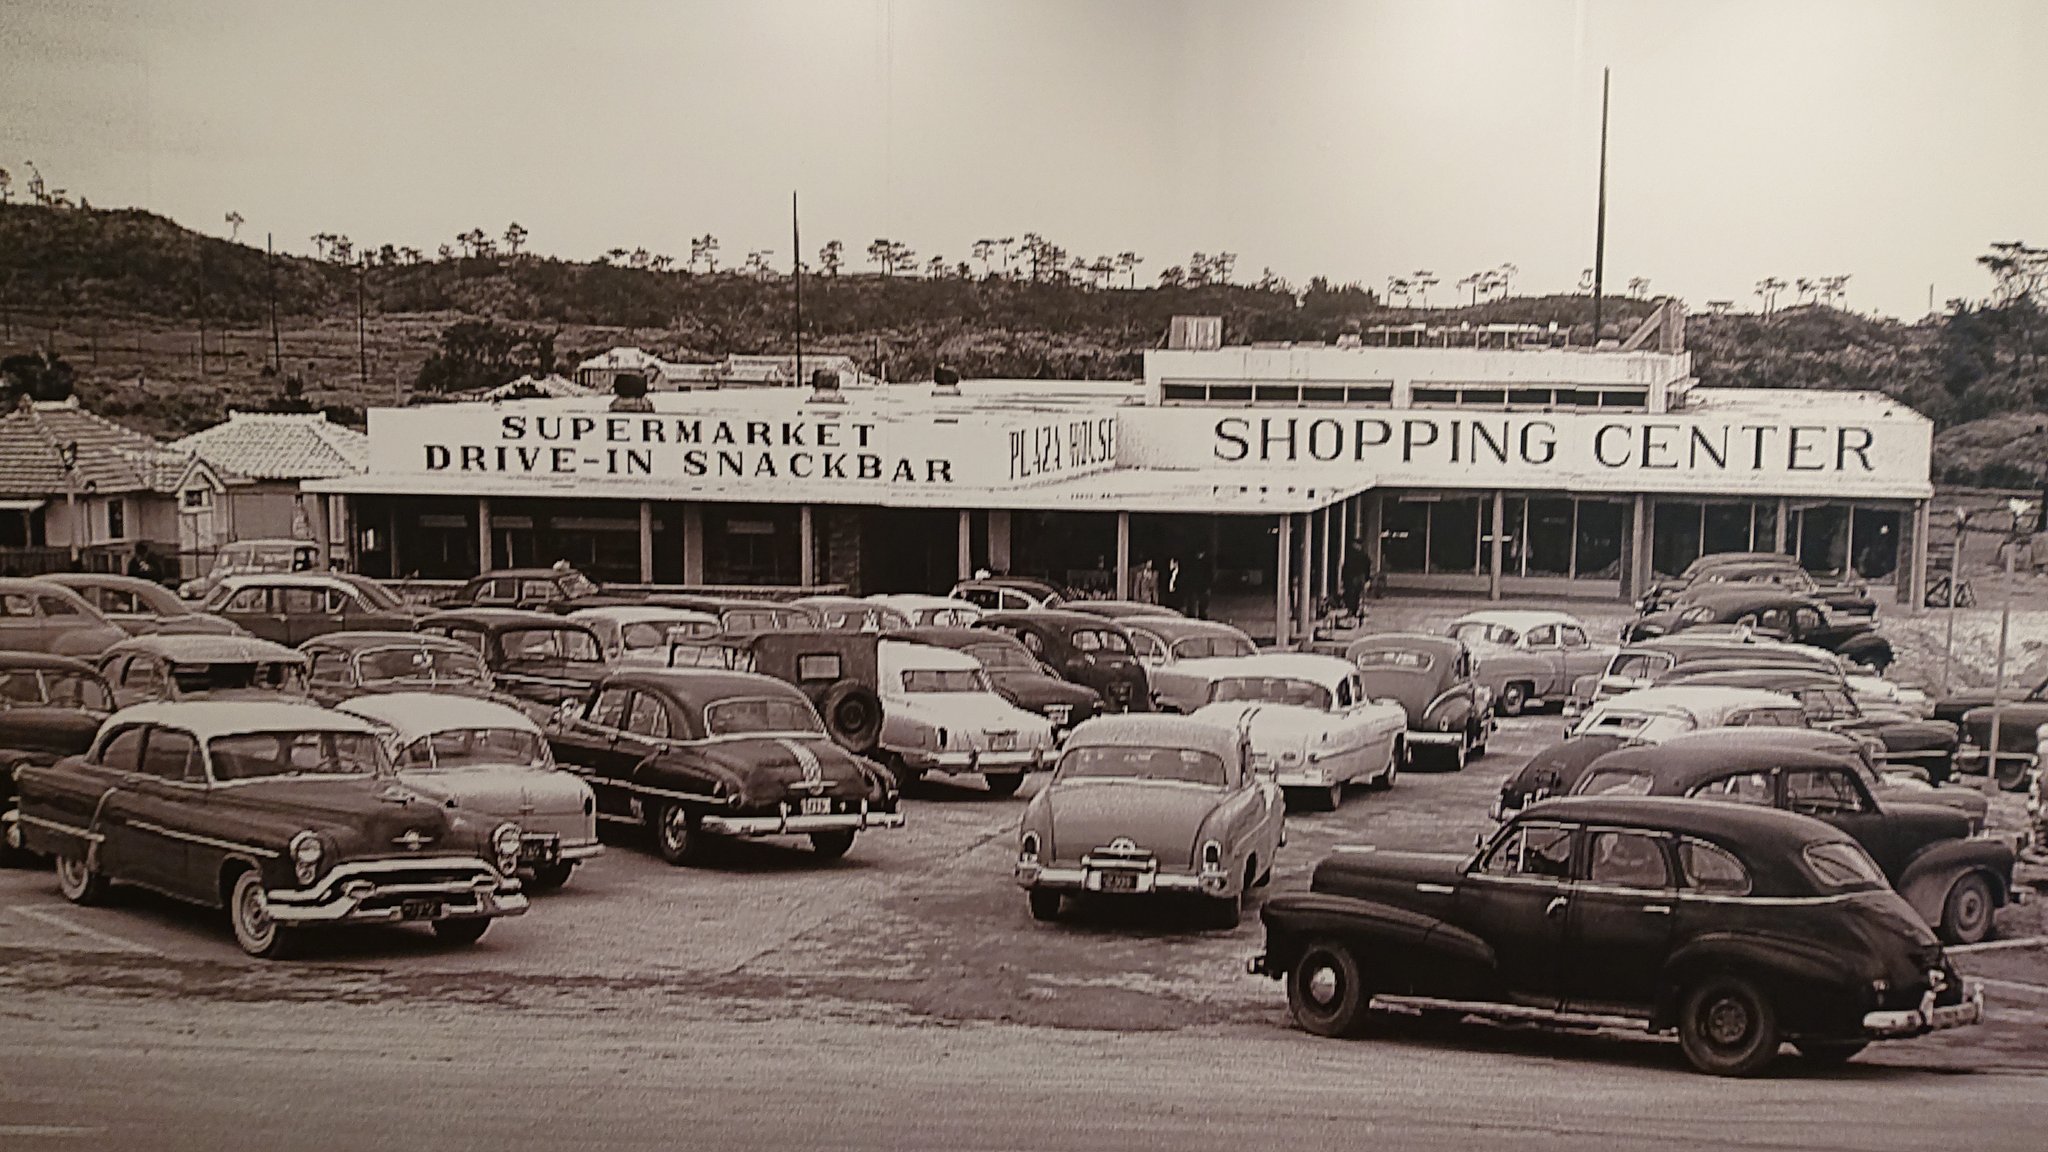 SUPERMARKET
DRIVE-IN SNACKBAR
PLAZA HOUSE
SHOPPING CENTER